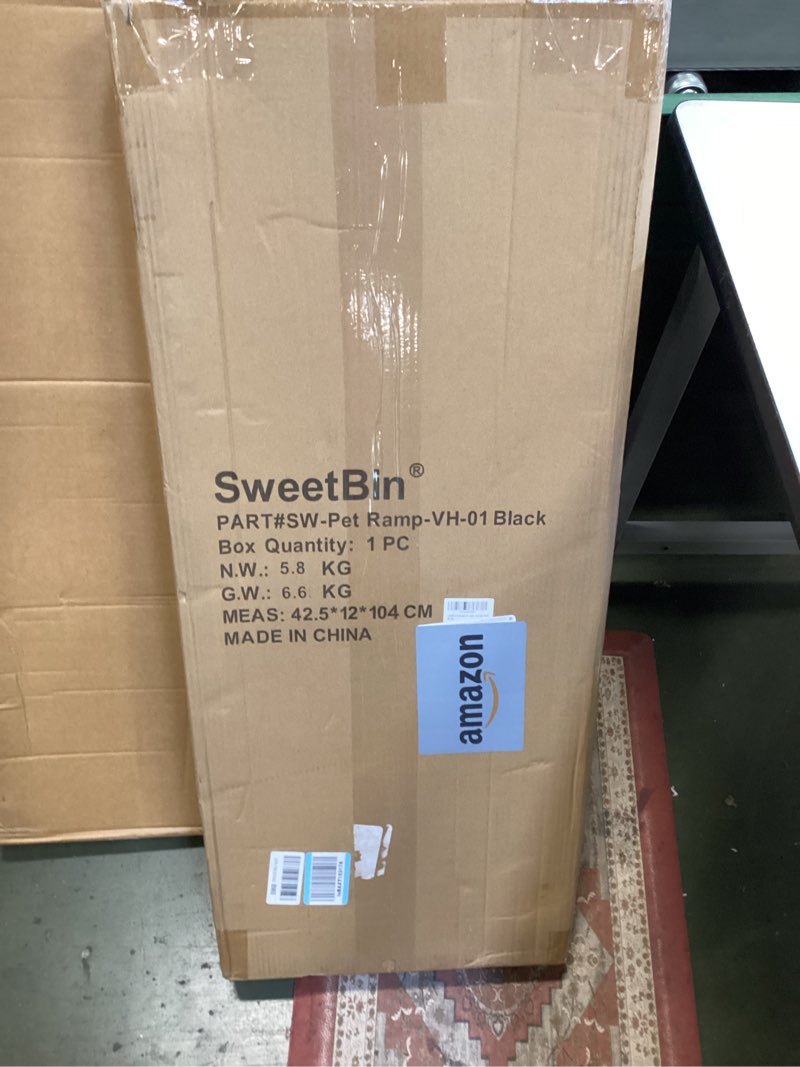 SweetBin®
PART#SW-Pet Ramp-VH-01 Black
Box Quantity: 1 PC
N.W.: 5.8 KG
G.W.: 6.6 KG
MEAS: 42.5*12*104 CM
MADE IN CHINA
amazon